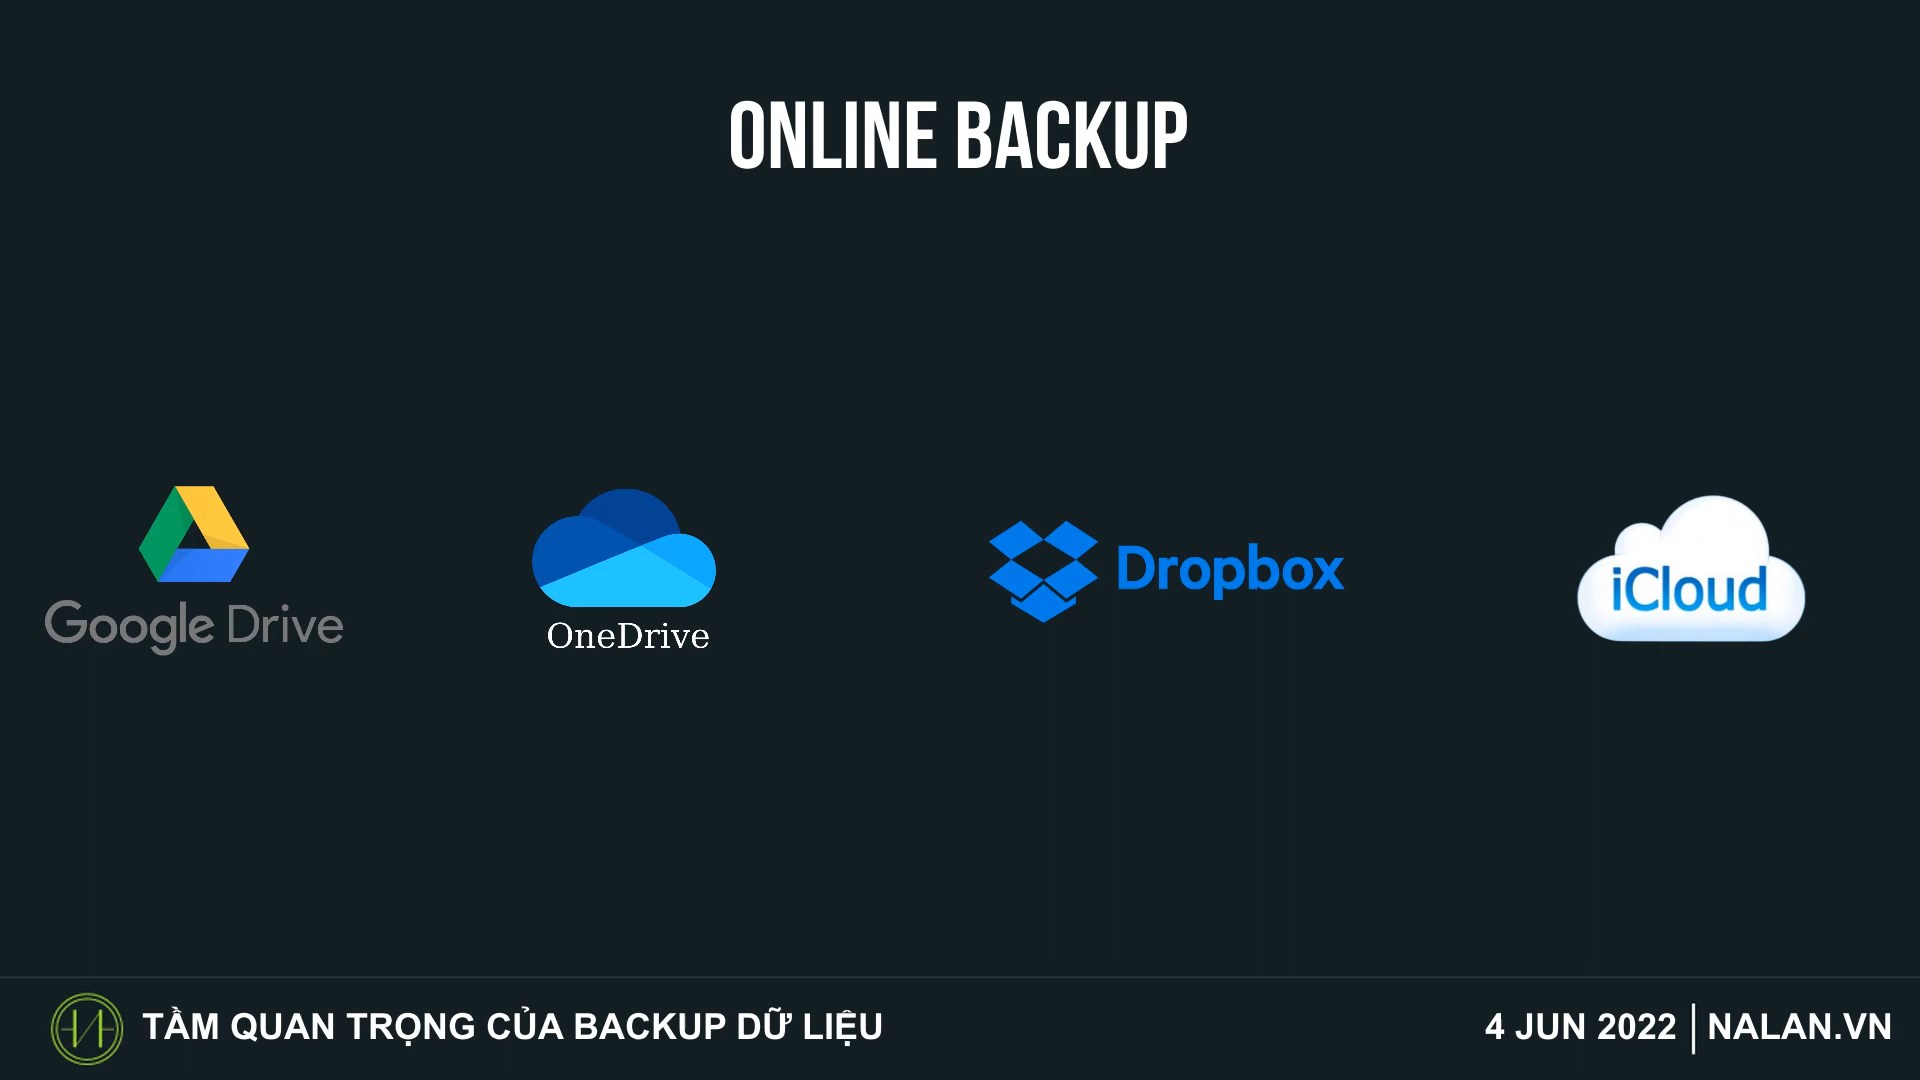 ONLINE BACKUP
Google Drive
OneDrive
Dropbox
iCloud
TẦM QUAN TRỌNG CỦA BACKUP DỮ LIỆU
4 JUN 2022 | NALAN.VN